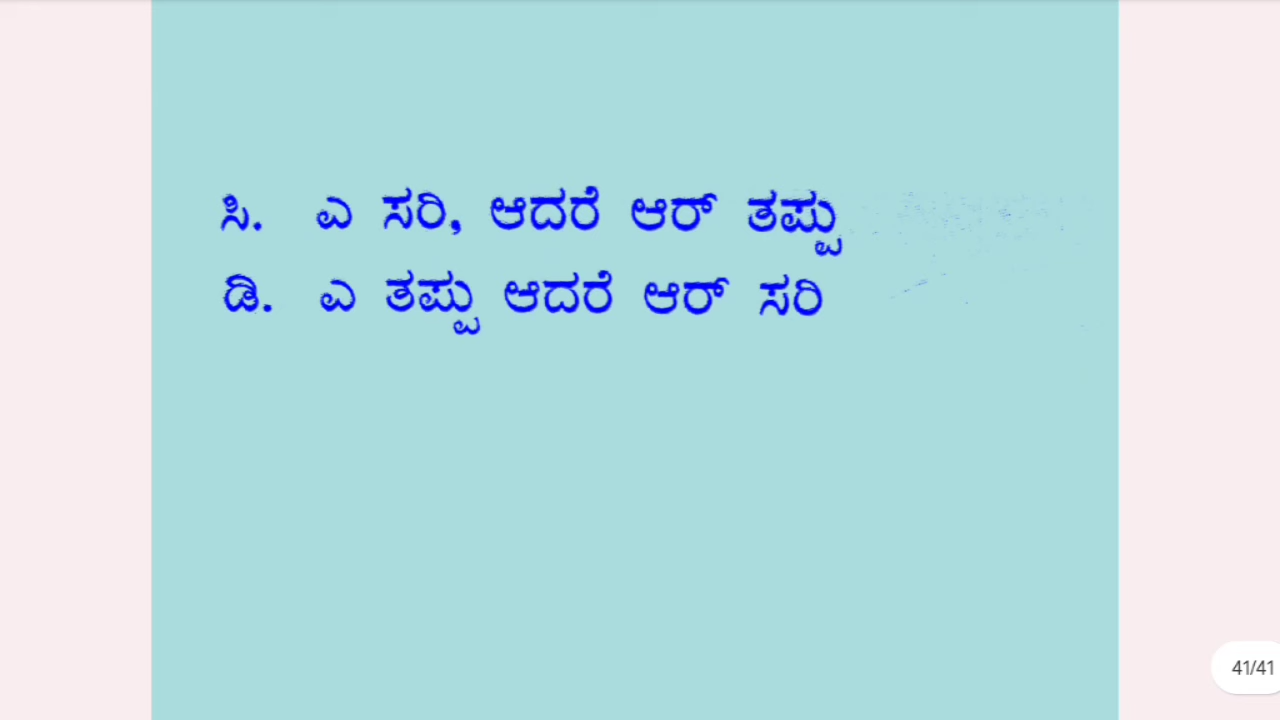 ಸಿ. ಎ ಸರಿ, ಆದರೆ ಆರ್ ತಪ್ಪು
ಡಿ. ಎ ತಪ್ಪು ಆದರೆ ಆರ್ ಸರಿ
41/41